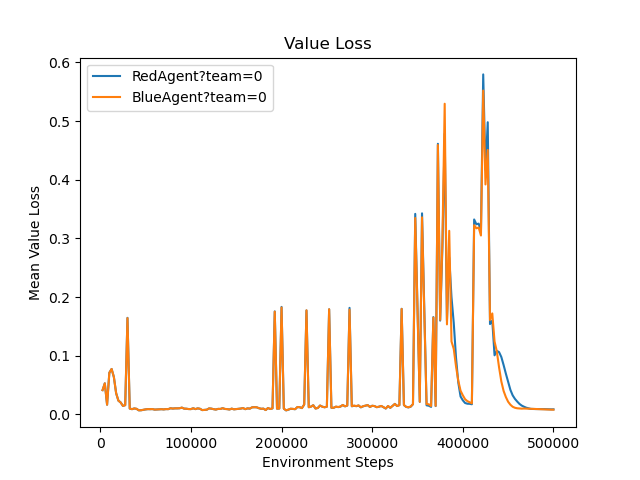 Value Loss
RedAgent?team=0
BlueAgent?team=0
Mean Value Loss
0.6
0.5
0.4
0.3
0.2
0.1
0.0
0 100000 200000 300000 400000 500000
Environment Steps